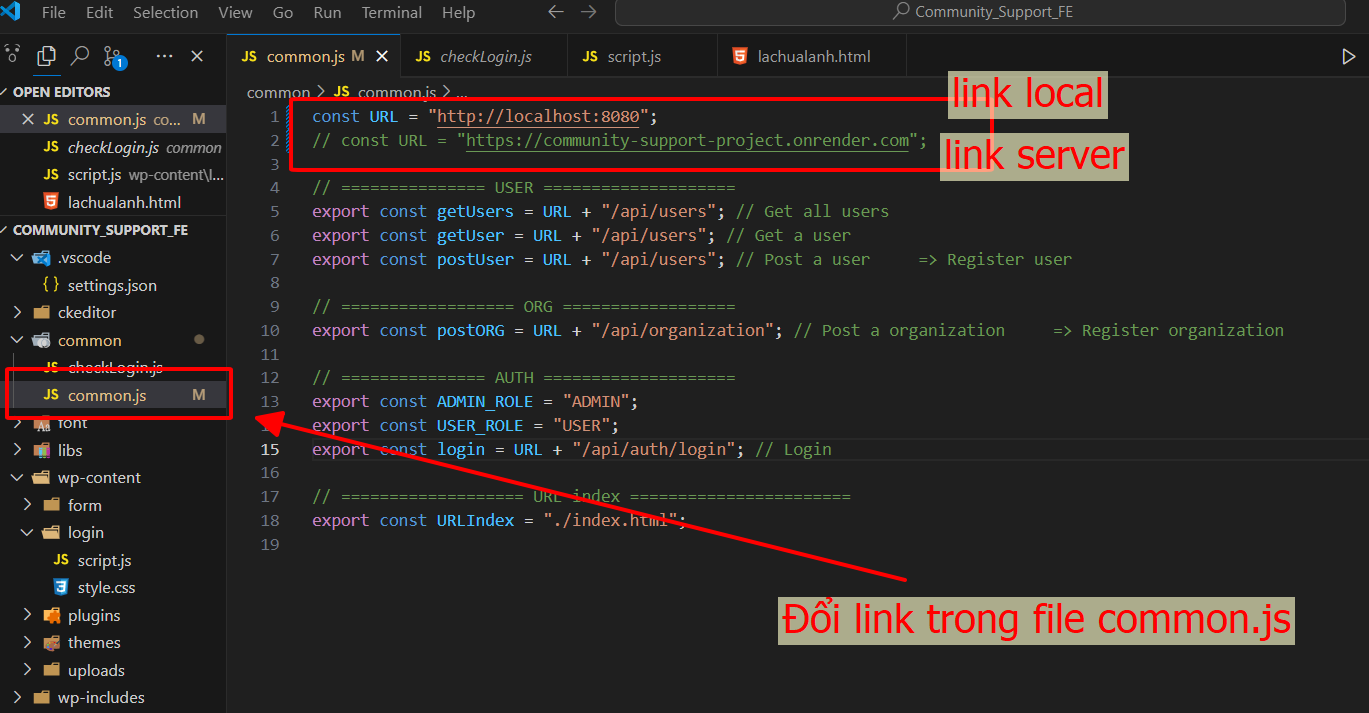 File Edit Selection View Go Run Terminal Help Community_Support_FE
1 ··· JS common.js M JS checkLogin.js JS script.js lachualanh.html
OPEN EDITORS
JS common.js co... M
JS checkLogin.js common
JS script.js wp-content\l...
lachualanh.html
COMMUNITY_SUPPORT_FE
.vscode
{} settings.json
ckeditor
common
JS checkLogin.js
JS common.js M
font
libs
wp-content
form
login
JS script.js
style.css
plugins
themes
uploads
wp-includes
common > JS common.js > ...
1 const URL = "http://localhost:8080";
2 // const URL = "https://community-support-project.onrender.com";
3
4 // =============== USER ====================
5 export const getUsers = URL + "/api/users"; // Get all users
6 export const getUser = URL + "/api/users"; // Get a user
7 export const postUser = URL + "/api/users"; // Post a user     => Register user
8
9 // ================== ORG ==================
10 export const postORG = URL + "/api/organization"; // Post a organization     => Register organization
11
12 // =============== AUTH ====================
13 export const ADMIN_ROLE = "ADMIN";
export const USER_ROLE = "USER";
15 export const login = URL + "/api/auth/login"; // Login
16
17 // =================== URL index =======================
18 export const URLIndex = "./index.html";
19
link local
link server
Đổi link trong file common.js